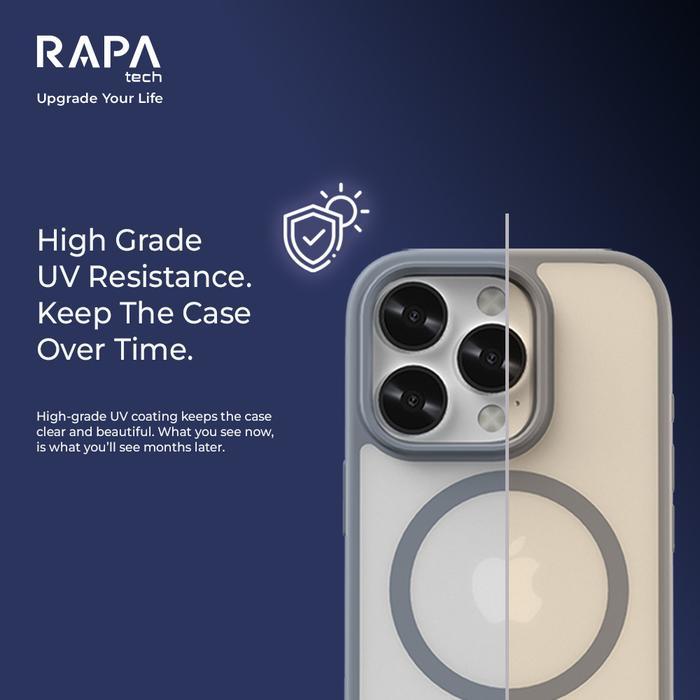 RAPA
tech
Upgrade Your Life
High Grade
UV Resistance.
Keep The Case
Over Time.
High-grade UV coating keeps the case
clear and beautiful. What you see now,
is what you'll see months later.